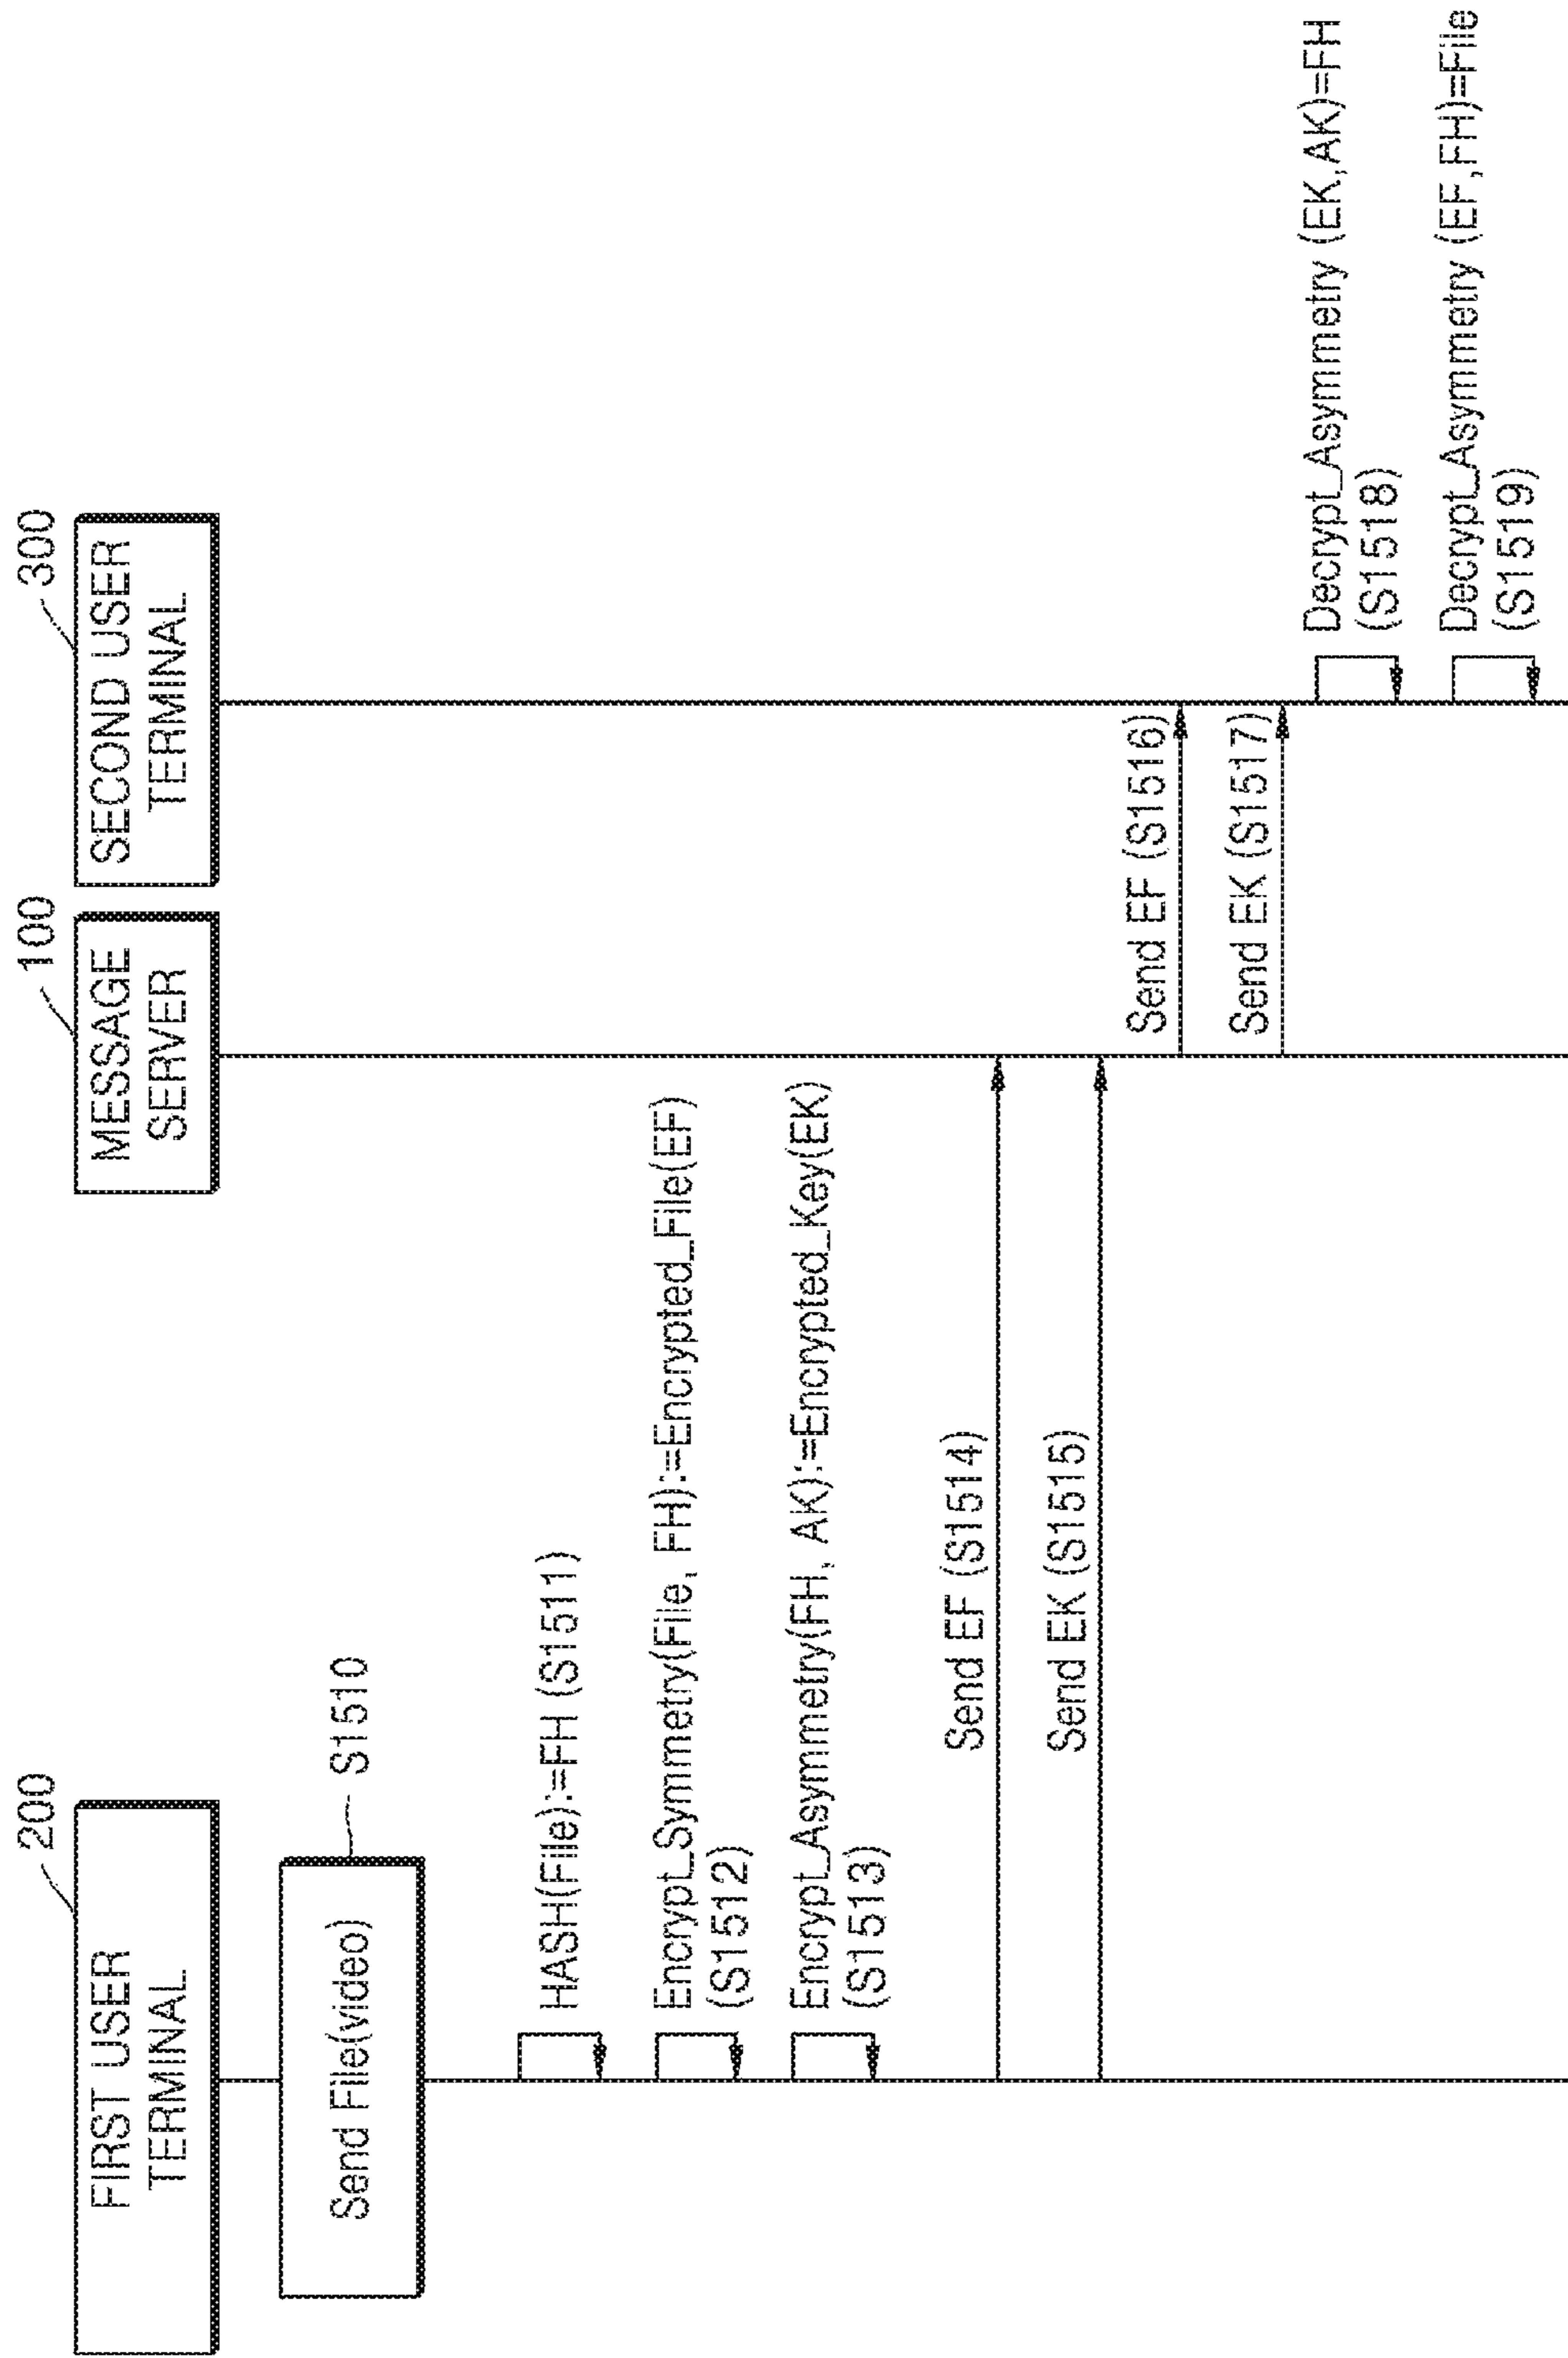 200
FIRST USER
TERMINAL
100
MESSAGE
SERVER
300
SECOND USER
TERMINAL
Send File(video)
S1510
HASH(File):=FH (S1511)
Encrypt_Symmetry(File, FH):=Encrypted_File(EF)
(S1512)
Encrypt_Asymmetry(FH, AK):=Encrypted_Key(EK)
(S1513)
Send EF (S1514)
Send EK (S1515)
Send EF (S1516)
Send EK (S1517)
Decrypt_Asymmetry (EK,AK)=FH
(S1518)
Decrypt_Asymmetry (EF,FH)=File
(S1519)